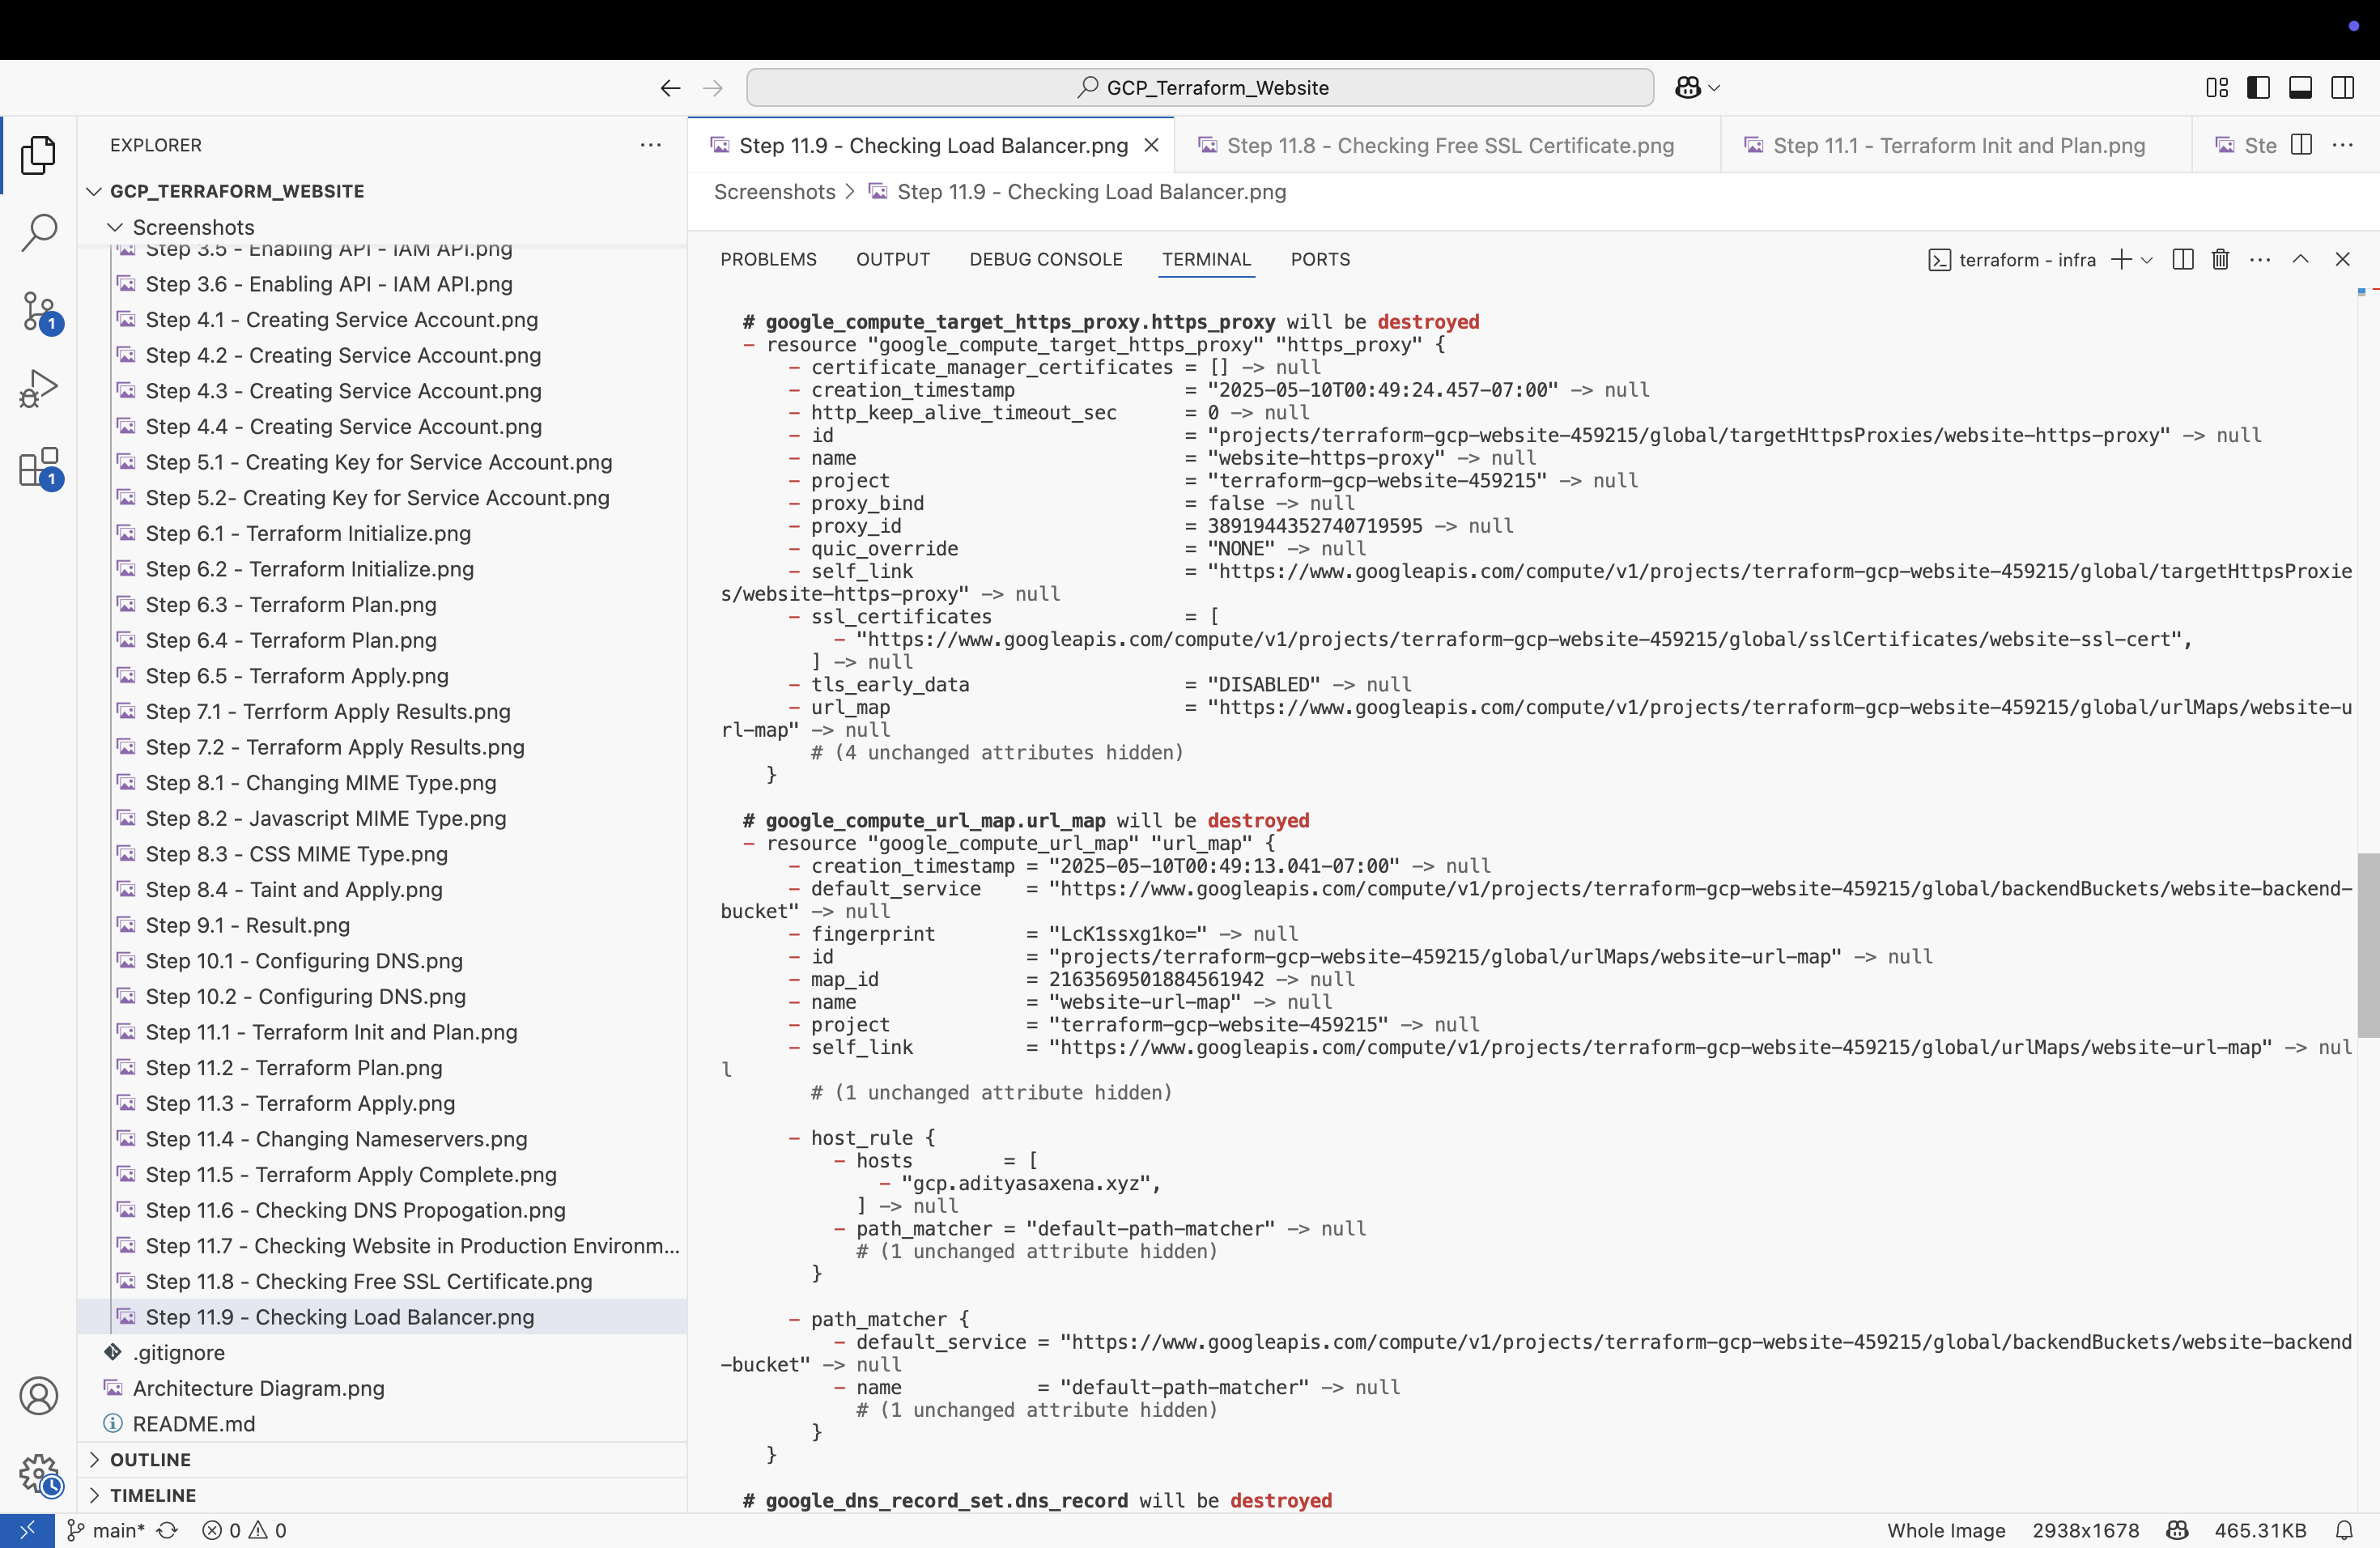 GCP_Terraform_Website
EXPLORER
GCP_TERRAFORM_WEBSITE
Screenshots
Step 3.5 - Enabling API - IAM API.png
Step 3.6 - Enabling API - IAM API.png
Step 4.1 - Creating Service Account.png
Step 4.2 - Creating Service Account.png
Step 4.3 - Creating Service Account.png
Step 4.4 - Creating Service Account.png
Step 5.1 - Creating Key for Service Account.png
Step 5.2- Creating Key for Service Account.png
Step 6.1 - Terraform Initialize.png
Step 6.2 - Terraform Initialize.png
Step 6.3 - Terraform Plan.png
Step 6.4 - Terraform Plan.png
Step 6.5 - Terraform Apply.png
Step 7.1 - Terrform Apply Results.png
Step 7.2 - Terraform Apply Results.png
Step 8.1 - Changing MIME Type.png
Step 8.2 - Javascript MIME Type.png
Step 8.3 - CSS MIME Type.png
Step 8.4 - Taint and Apply.png
Step 9.1 - Result.png
Step 10.1 - Configuring DNS.png
Step 10.2 - Configuring DNS.png
Step 11.1 - Terraform Init and Plan.png
Step 11.2 - Terraform Plan.png
Step 11.3 - Terraform Apply.png
Step 11.4 - Changing Nameservers.png
Step 11.5 - Terraform Apply Complete.png
Step 11.6 - Checking DNS Propogation.png
Step 11.7 - Checking Website in Production Environm...
Step 11.8 - Checking Free SSL Certificate.png
Step 11.9 - Checking Load Balancer.png
.gitignore
Architecture Diagram.png
README.md
OUTLINE
TIMELINE
1
1
Step 11.9 - Checking Load Balancer.png
Step 11.8 - Checking Free SSL Certificate.png
Step 11.1 - Terraform Init and Plan.png
Ste
Screenshots > Step 11.9 - Checking Load Balancer.png
PROBLEMS OUTPUT DEBUG CONSOLE TERMINAL PORTS
terraform - infra
# google_compute_target_https_proxy.https_proxy will be destroyed
- resource "google_compute_target_https_proxy" "https_proxy" {
- certificate_manager_certificates = [] -> null
- creation_timestamp = "2025-05-10T00:49:24.457-07:00" -> null
- http_keep_alive_timeout_sec = 0 -> null
- id = "projects/terraform-gcp-website-459215/global/targetHttpsProxies/website-https-proxy" -> null
- name = "website-https-proxy" -> null
- project = "terraform-gcp-website-459215" -> null
- proxy_bind = false -> null
- proxy_id = 3891944352740719595 -> null
- quic_override = "NONE" -> null
- self_link = "https://www.googleapis.com/compute/v1/projects/terraform-gcp-website-459215/global/targetHttpsProxie
s/website-https-proxy" -> null
- ssl_certificates = [
- "https://www.googleapis.com/compute/v1/projects/terraform-gcp-website-459215/global/sslCertificates/website-ssl-cert",
] -> null
- tls_early_data = "DISABLED" -> null
- url_map = "https://www.googleapis.com/compute/v1/projects/terraform-gcp-website-459215/global/urlMaps/website-u
rl-map" -> null
# (4 unchanged attributes hidden)
}
# google_compute_url_map.url_map will be destroyed
- resource "google_compute_url_map" "url_map" {
- creation_timestamp = "2025-05-10T00:49:13.041-07:00" -> null
- default_service = "https://www.googleapis.com/compute/v1/projects/terraform-gcp-website-459215/global/backendBuckets/website-backend-
bucket" -> null
- fingerprint = "LcK1ssxg1ko=" -> null
- id = "projects/terraform-gcp-website-459215/global/urlMaps/website-url-map" -> null
- map_id = 2163569501884561942 -> null
- name = "website-url-map" -> null
- project = "terraform-gcp-website-459215" -> null
- self_link = "https://www.googleapis.com/compute/v1/projects/terraform-gcp-website-459215/global/urlMaps/website-url-map" -> nul
l
# (1 unchanged attribute hidden)
- host_rule {
- hosts = [
- "gcp.adityasaxena.xyz",
] -> null
- path_matcher = "default-path-matcher" -> null
# (1 unchanged attribute hidden)
}
- path_matcher {
- default_service = "https://www.googleapis.com/compute/v1/projects/terraform-gcp-website-459215/global/backendBuckets/website-backend
-bucket" -> null
- name = "default-path-matcher" -> null
# (1 unchanged attribute hidden)
}
}
# google_dns_record_set.dns_record will be destroyed
main* 0 0
Whole Image 2938x1678 465.31KB